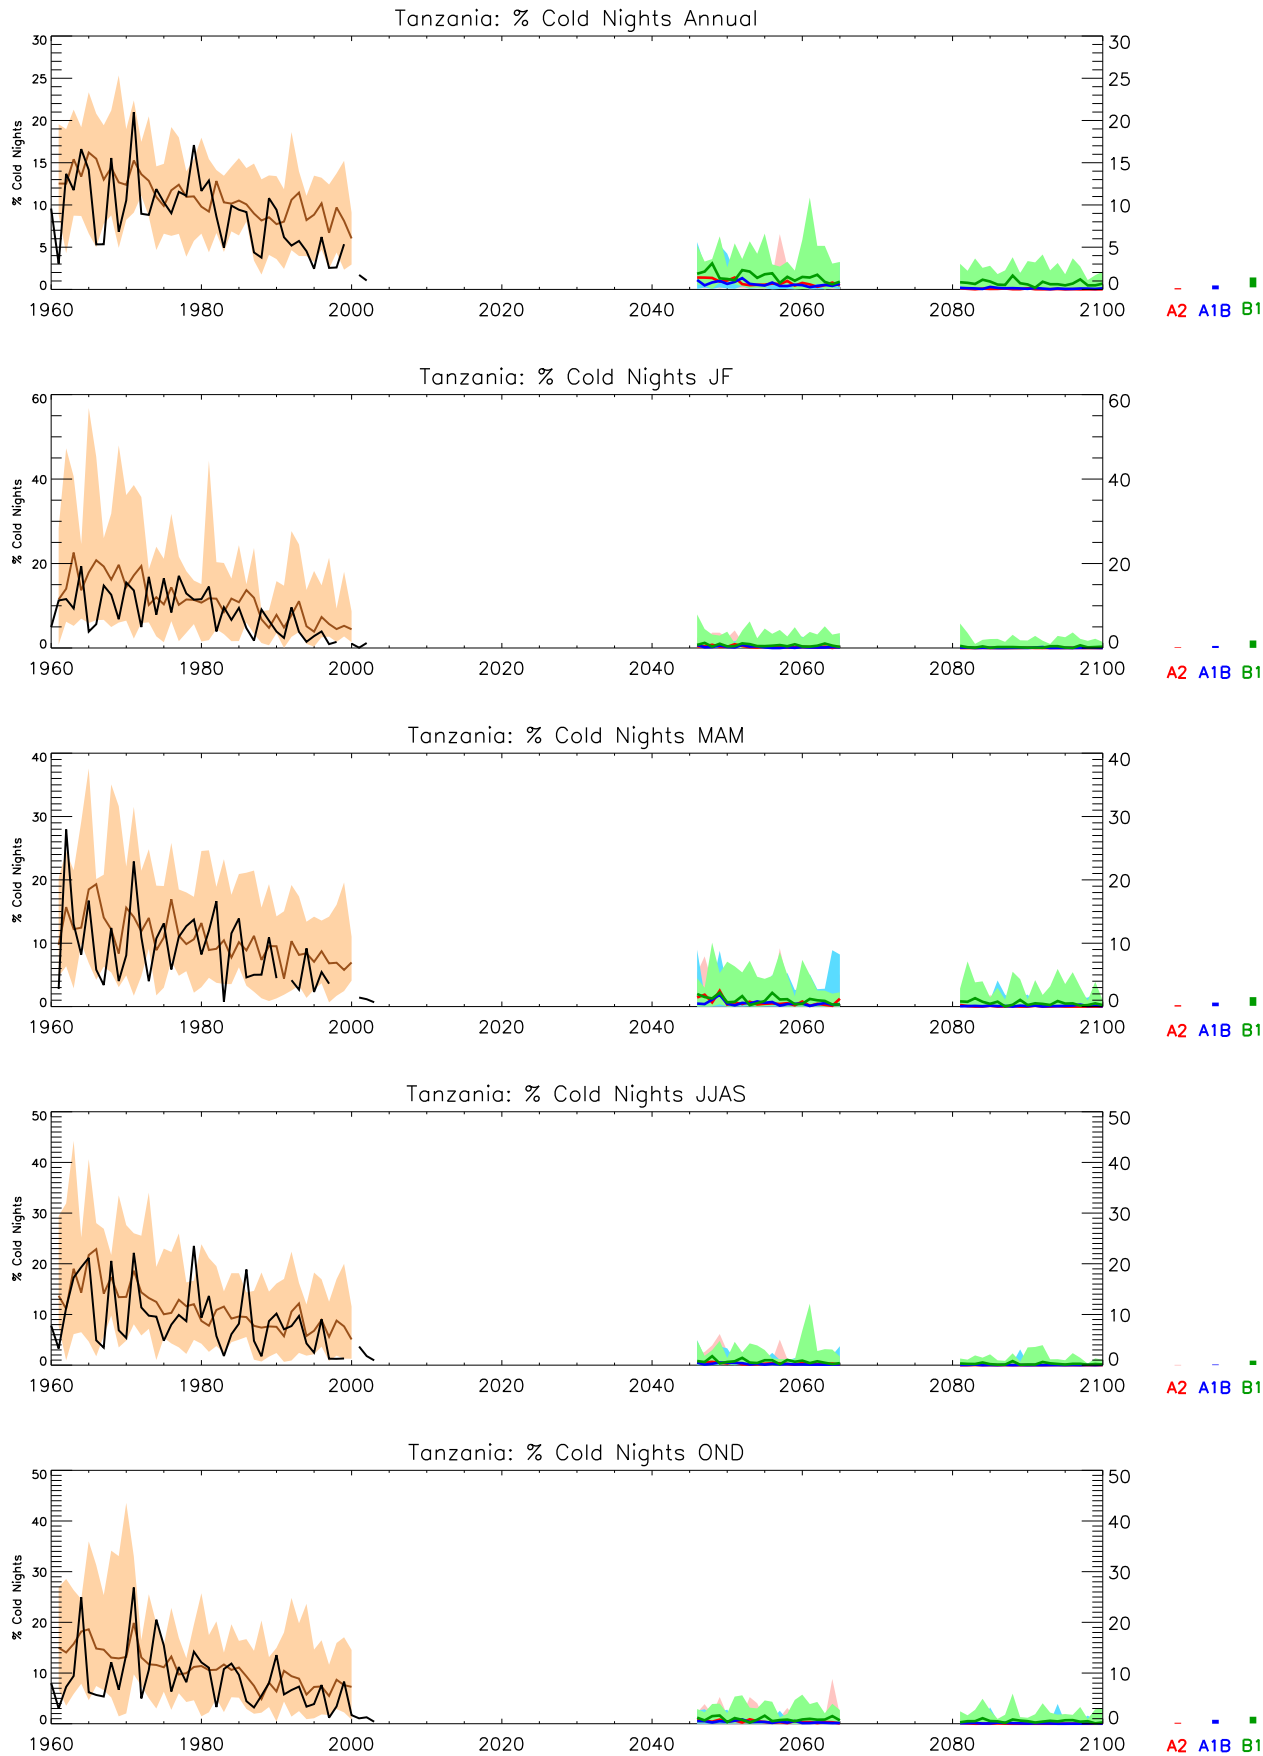 Tanzania: % Cold Nights Annual
% Cold Nights
30 25 20 15 10 5 0
30 25 20 15 10 5 0
1960 1980 2000 2020 2040 2060 2080 2100
A2 A1B B1
Tanzania: % Cold Nights JF
% Cold Nights
60 40 20 0
60 40 20 0
1960 1980 2000 2020 2040 2060 2080 2100
A2 A1B B1
Tanzania: % Cold Nights MAM
% Cold Nights
40 30 20 10 0
40 30 20 10 0
1960 1980 2000 2020 2040 2060 2080 2100
A2 A1B B1
Tanzania: % Cold Nights JJAS
% Cold Nights
50 40 30 20 10 0
50 40 30 20 10 0
1960 1980 2000 2020 2040 2060 2080 2100
A2 A1B B1
Tanzania: % Cold Nights OND
% Cold Nights
50 40 30 20 10 0
50 40 30 20 10 0
1960 1980 2000 2020 2040 2060 2080 2100
A2 A1B B1